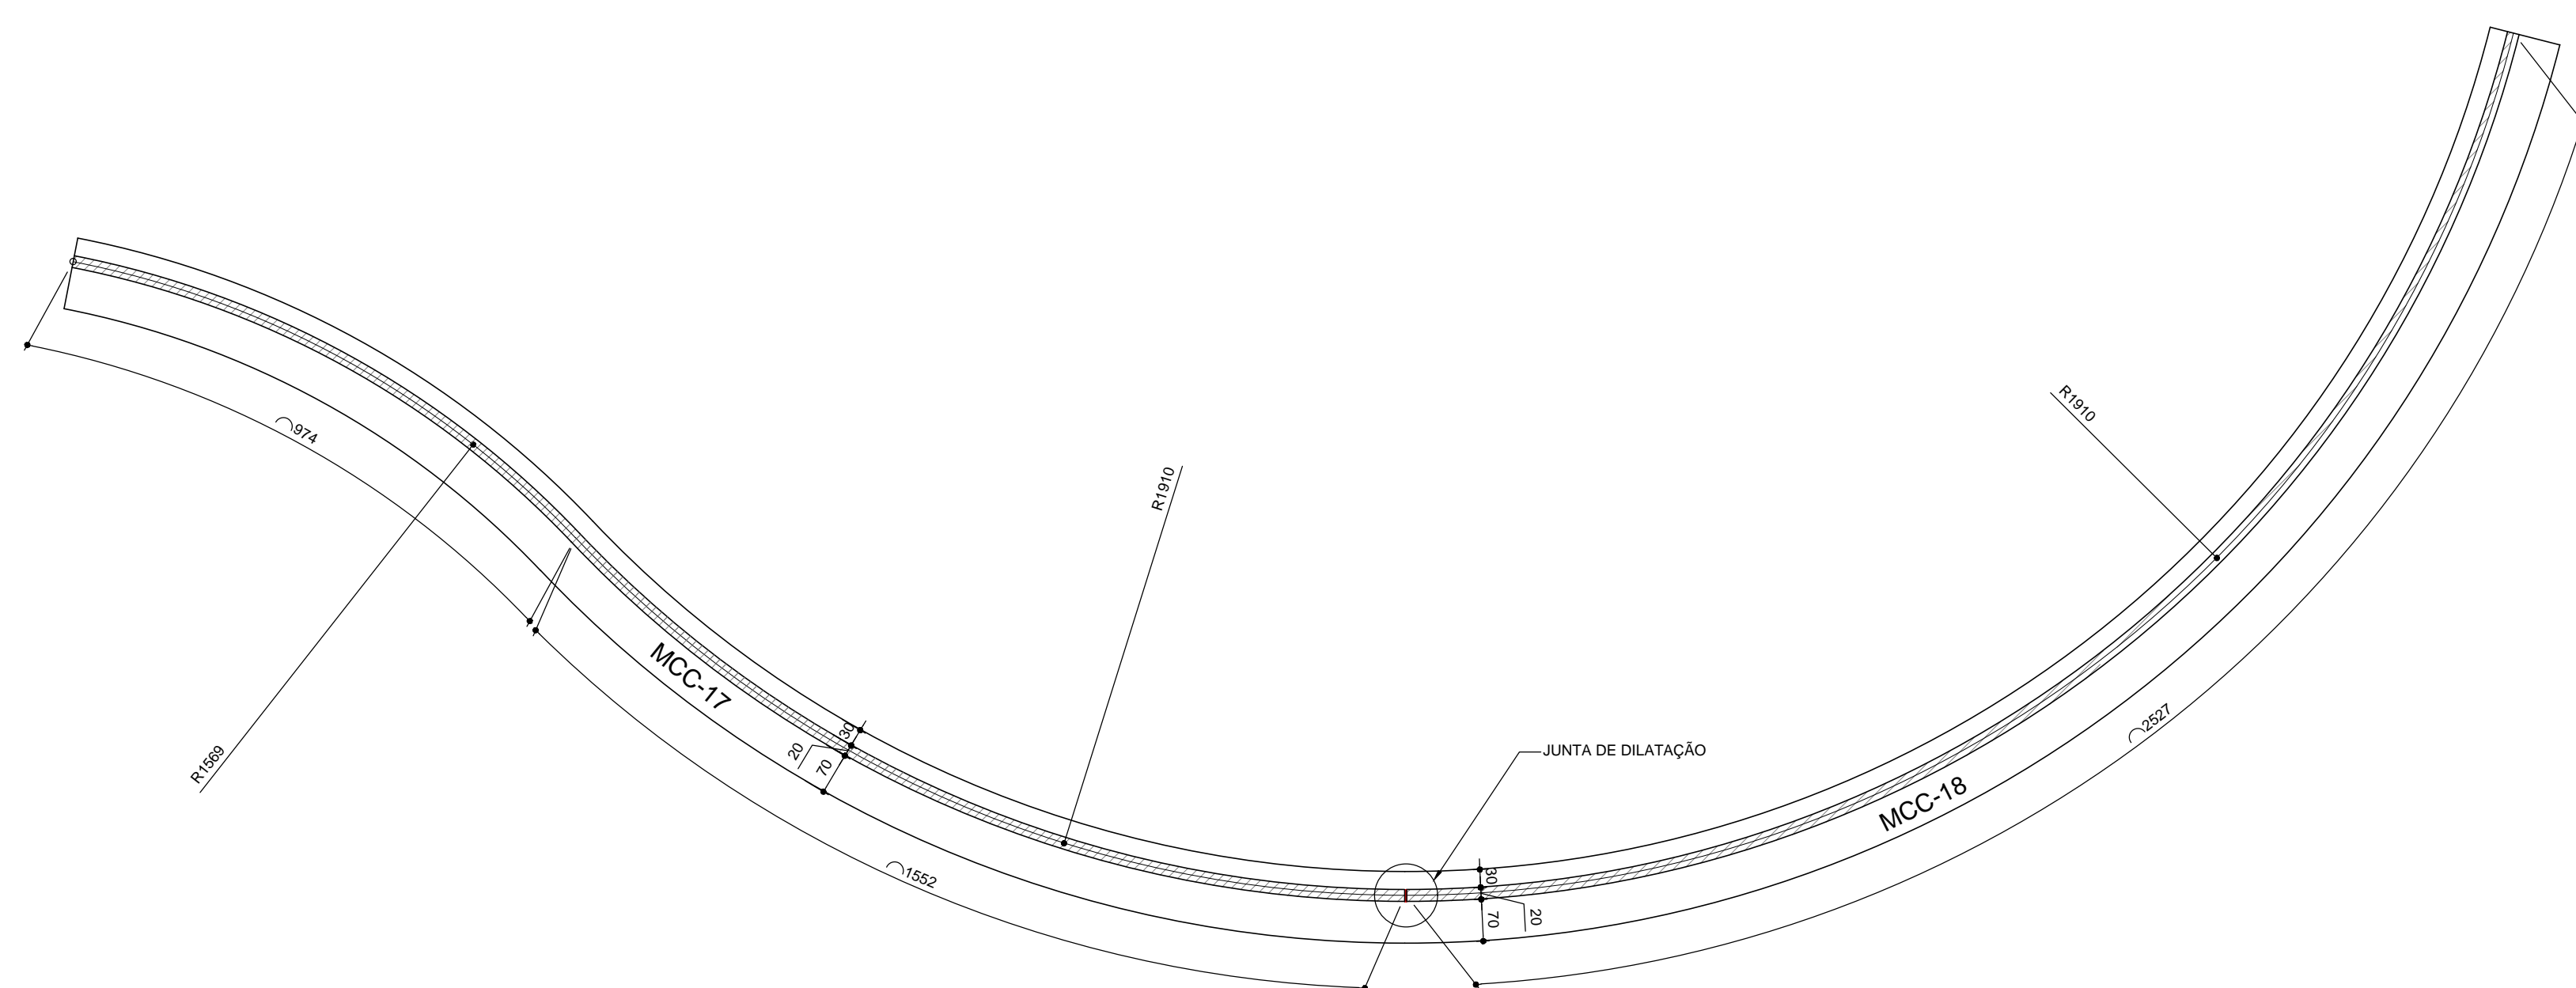 R1910
974
R1910
MCC-17
30
20
70
R1569
JUNTA DE DILATAÇÃO
2527
MCC-18
1552
30
20
70